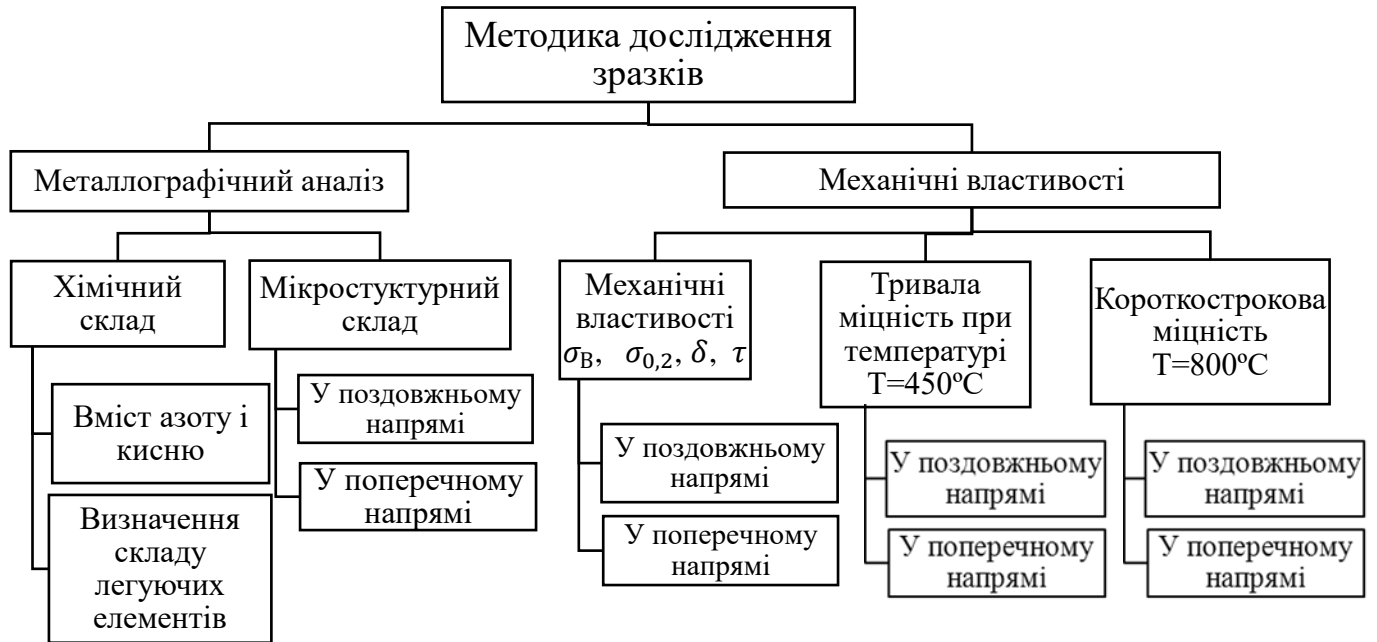 Методика дослідження
зразків
Металлографічний аналіз
Механічні властивості
Хімічний
склад
Мікростуктурний
склад
Механічні
властивості
σ_B, σ_0,2, δ, τ
Тривала
міцність при
температурі
Т=450ºС
Короткострокова
міцність
Т=800ºС
Вміст азоту і
кисню
Визначення
складу
легуючих
елементів
У поздовжньому
напрямі
У поперечному
напрямі
У поздовжньому
напрямі
У поперечному
напрямі
У поздовжньому
напрямі
У поперечному
напрямі
У поздовжньому
напрямі
У поперечному
напрямі